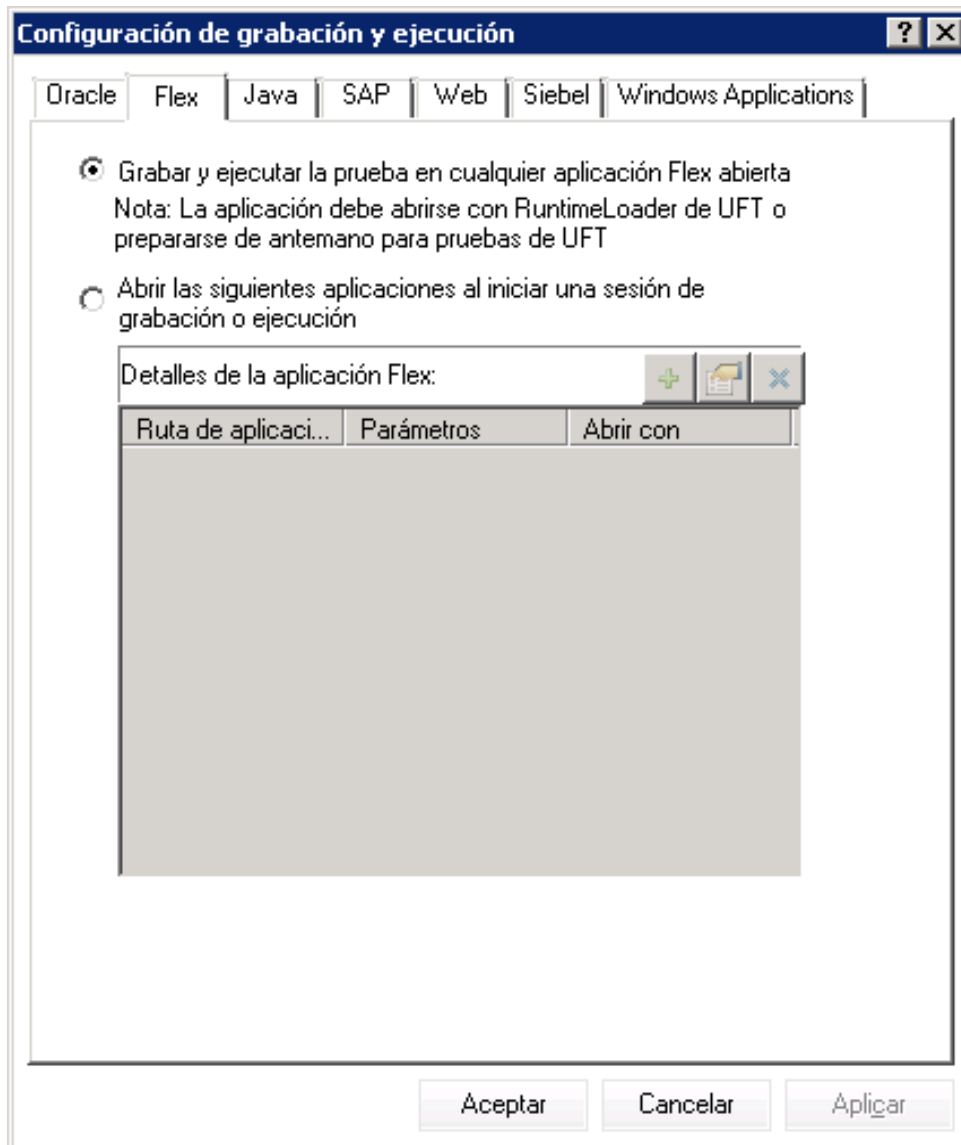 Configuración de grabación y ejecución
Oracle Flex Java SAP Web Siebel Windows Applications
Grabar y ejecutar la prueba en cualquier aplicación Flex abierta
Nota: La aplicación debe abrirse con RuntimeLoader de UFT o
prepararse de antemano para pruebas de UFT
Abrir las siguientes aplicaciones al iniciar una sesión de
grabación o ejecución
Detalles de la aplicación Flex:
Ruta de aplicaci... Parámetros Abrir con
Aceptar Cancelar Aplicar